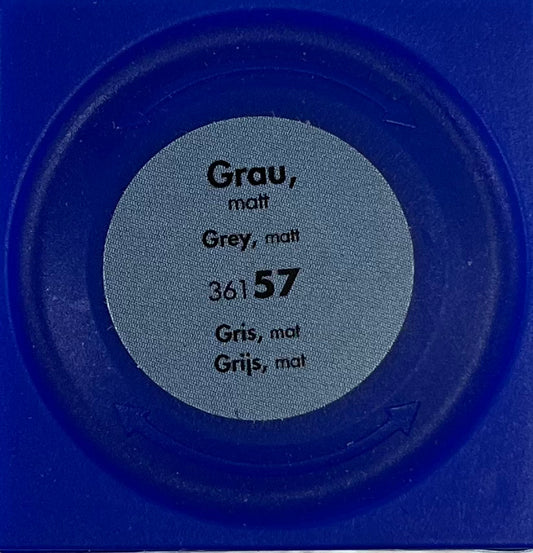 Grau,
matt
Grey, matt
36157
Gris, mat
Grijs, mat